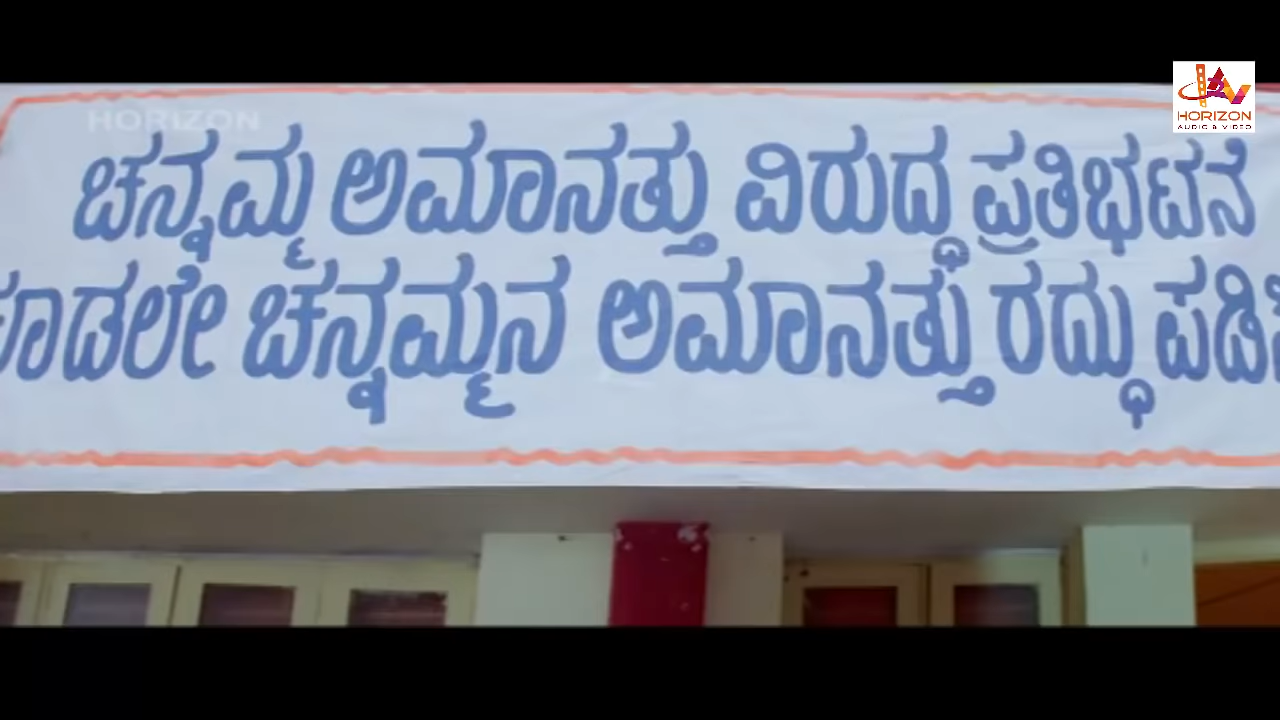 HORIZON
HORIZON
AUDIO & VIDEO
ಚನ್ನಮ್ಮ ಅಮಾನತ್ತು ವಿರುದ್ಧ ಪ್ರತಿಭಟನೆ
ಚನ್ನಮ್ಮನ ಅಮಾನತ್ತು ರದ್ಧು